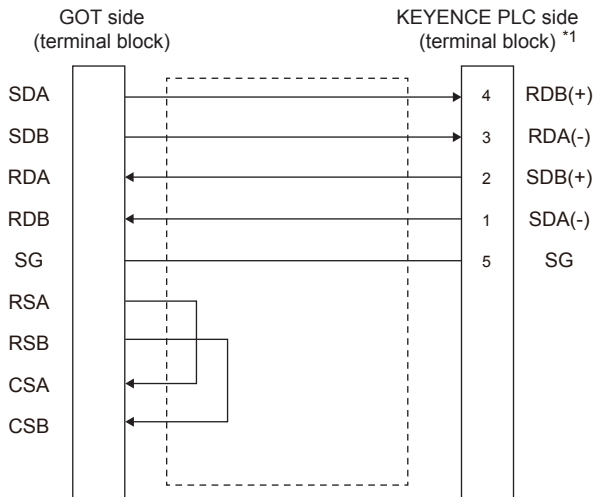 GOT side
(terminal block)
KEYENCE PLC side
(terminal block) *1
SDA 4 RDB(+)
SDB 3 RDA(-)
RDA 2 SDB(+)
RDB 1 SDA(-)
SG 5 SG
RSA
RSB
CSA
CSB